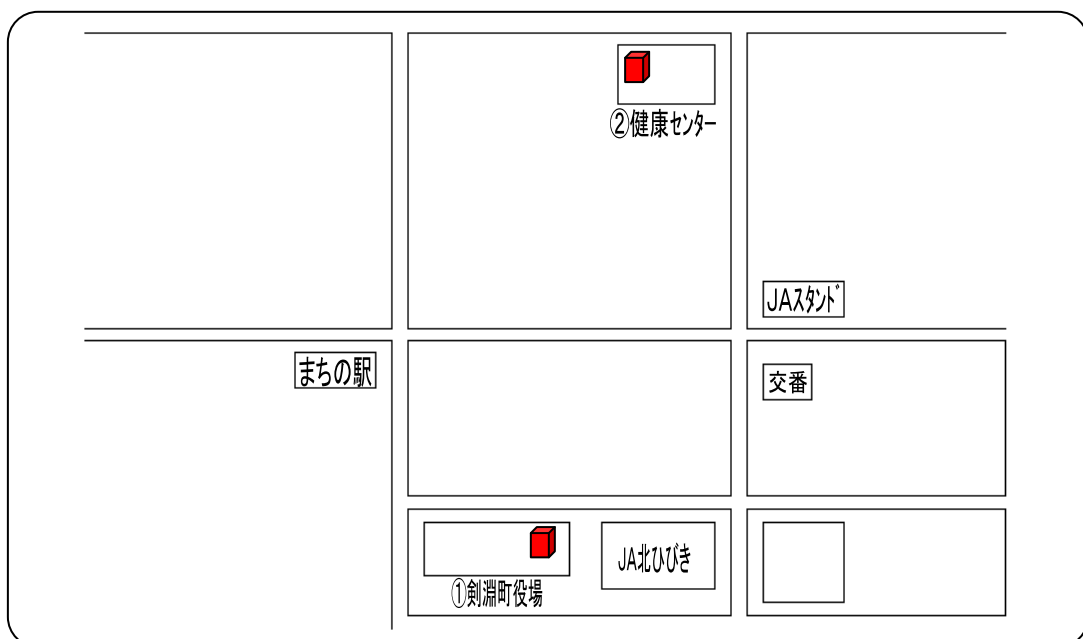 ②健康センター
JAスタンド
まちの駅
交番
JA北ひびき
①剣淵町役場